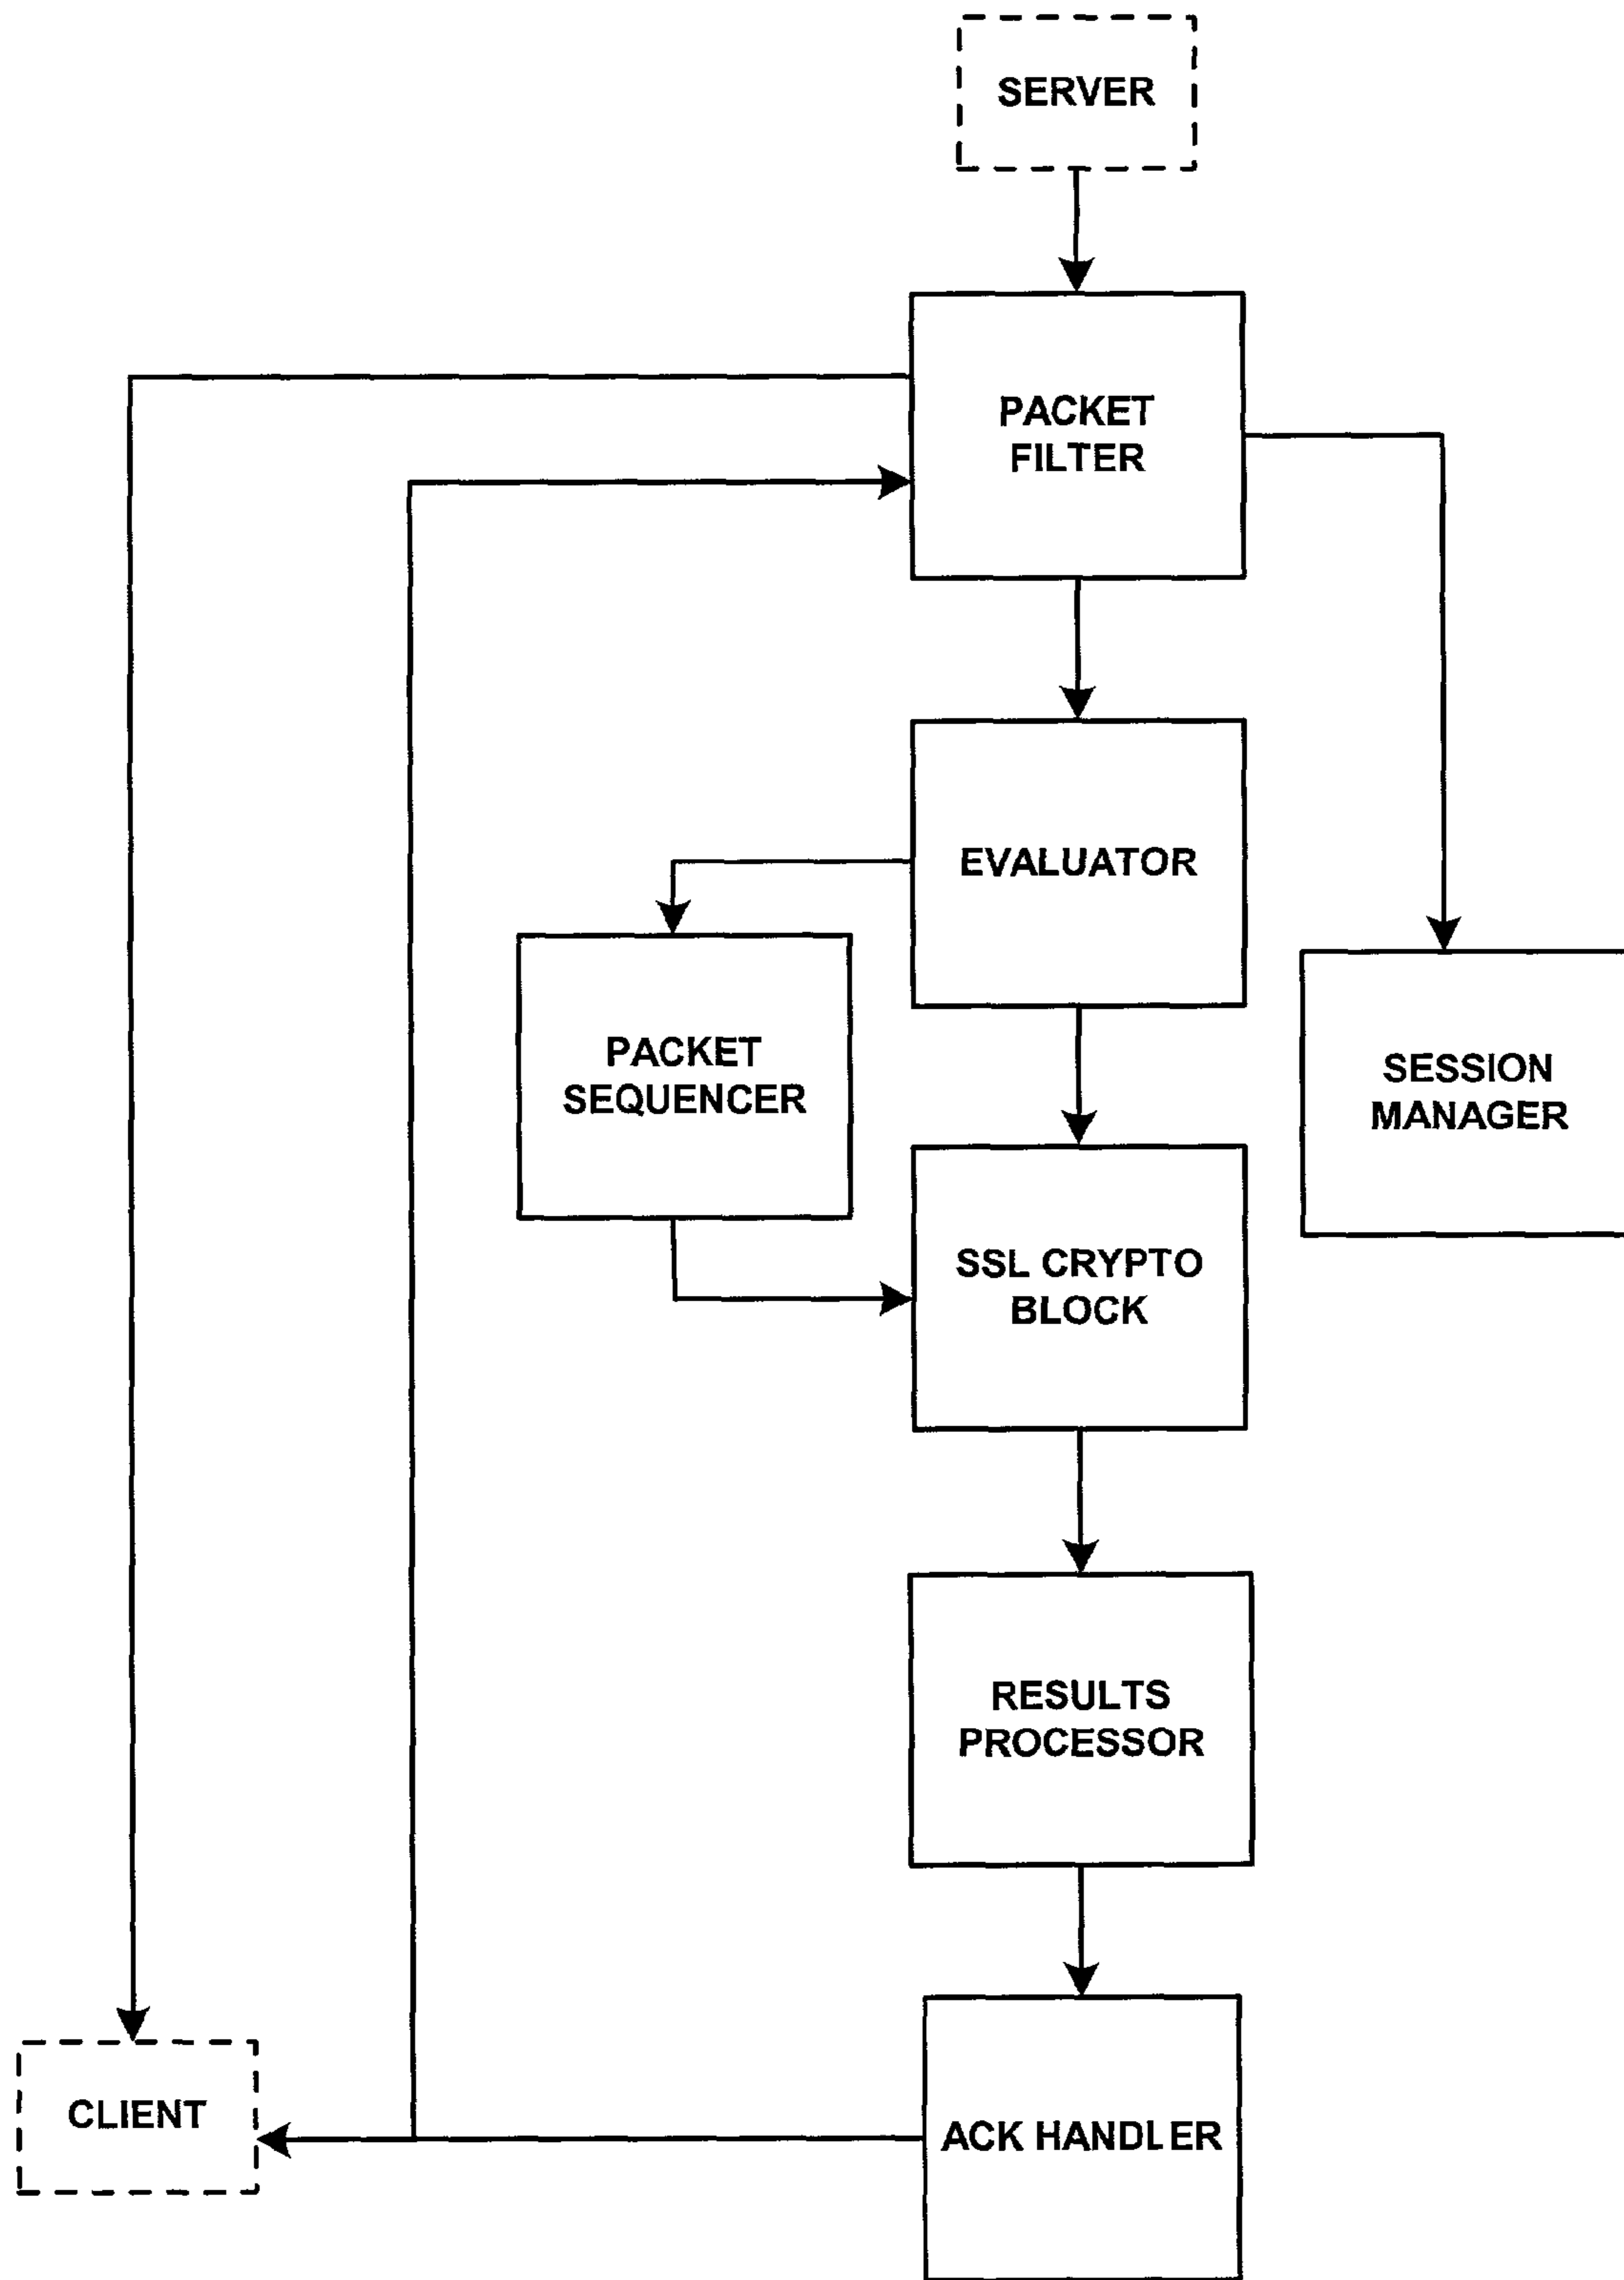 SERVER
PACKET
FILTER
EVALUATOR
PACKET
SEQUENCER
SESSION
MANAGER
SSL CRYPTO
BLOCK
RESULTS
PROCESSOR
CLIENT
ACK HANDLER